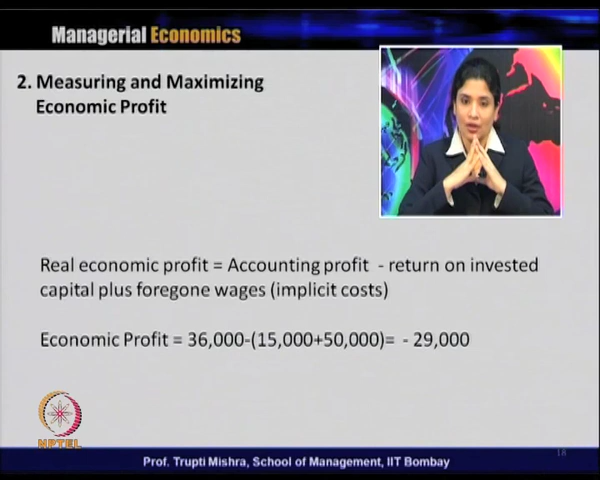 Managerial Economics
2. Measuring and Maximizing
Economic Profit
Real economic profit = Accounting profit - return on invested
capital plus foregone wages (implicit costs)
Economic Profit = 36,000-(15,000+50,000)= - 29,000
NPTEL
18
Prof. Trupti Mishra, School of Management, IIT Bombay